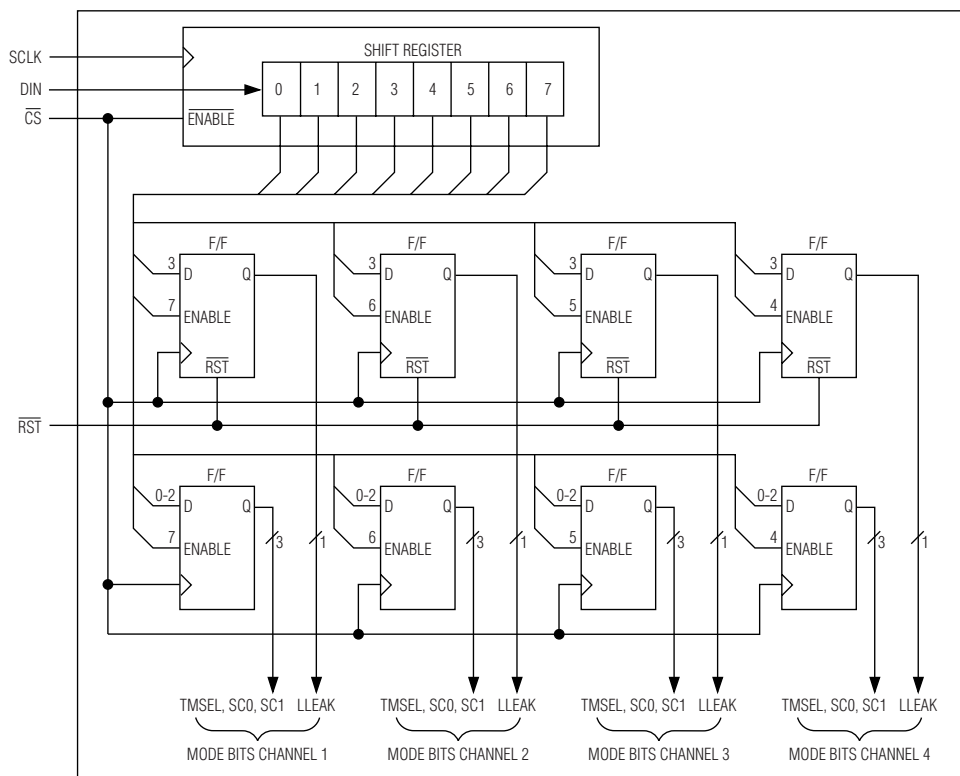 SHIFT REGISTER
SCLK
DIN
0 1 2 3 4 5 6 7
CS
ENABLE
F/F F/F F/F F/F
3 D Q 3 D Q 3 D Q 3 D Q
7 ENABLE 6 ENABLE 5 ENABLE 4 ENABLE
RST RST RST RST
RST
F/F F/F F/F F/F
0-2 D Q 0-2 D Q 0-2 D Q 0-2 D Q
7 ENABLE 3 1 6 ENABLE 3 1 5 ENABLE 3 1 4 ENABLE 3 1
TMSEL, SC0, SC1 LLEAK TMSEL, SC0, SC1 LLEAK TMSEL, SC0, SC1 LLEAK TMSEL, SC0, SC1 LLEAK
MODE BITS CHANNEL 1 MODE BITS CHANNEL 2 MODE BITS CHANNEL 3 MODE BITS CHANNEL 4